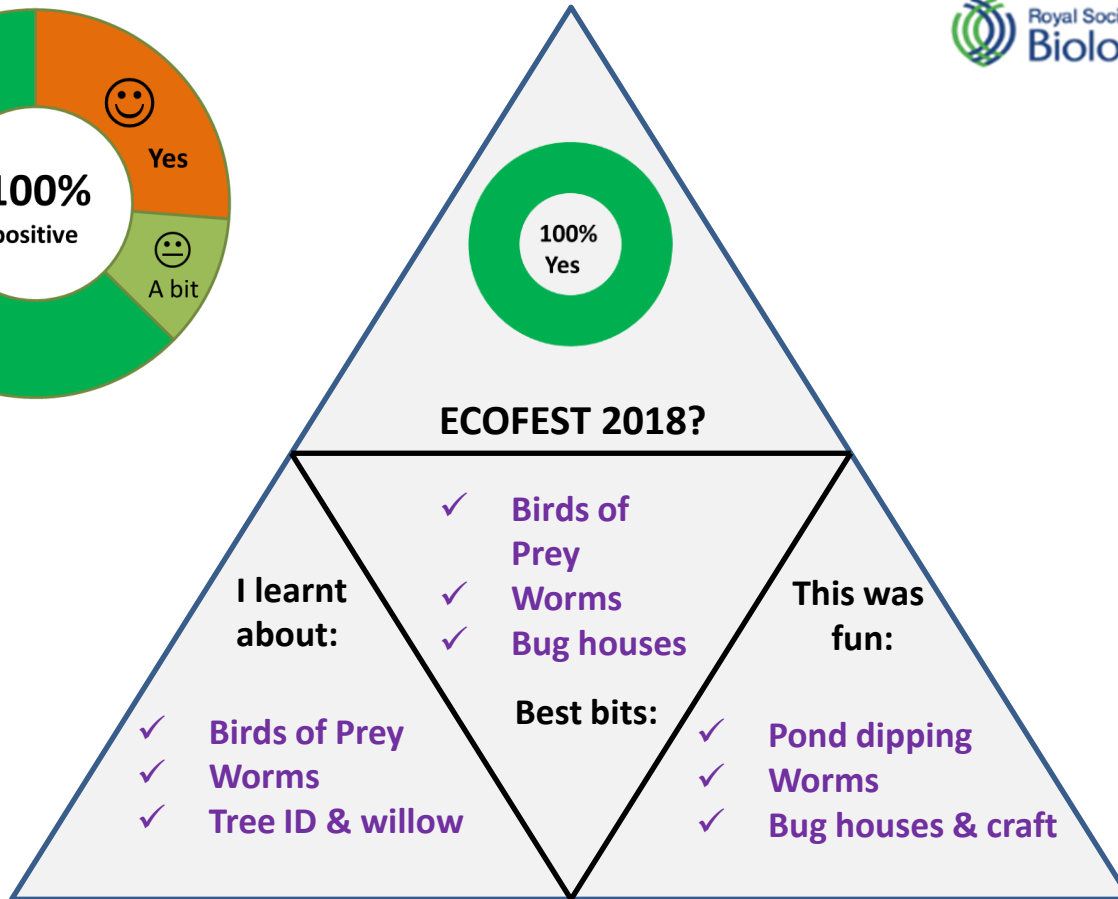 Royal Soci
Biolo
Yes
100%
positive
A bit
100%
Yes
ECOFEST 2018?
✓ Birds of
Prey
✓ Worms
✓ Bug houses
Best bits:
I learnt
about:
✓ Birds of Prey
✓ Worms
✓ Tree ID & willow
This was
fun:
✓ Pond dipping
✓ Worms
✓ Bug houses & craft